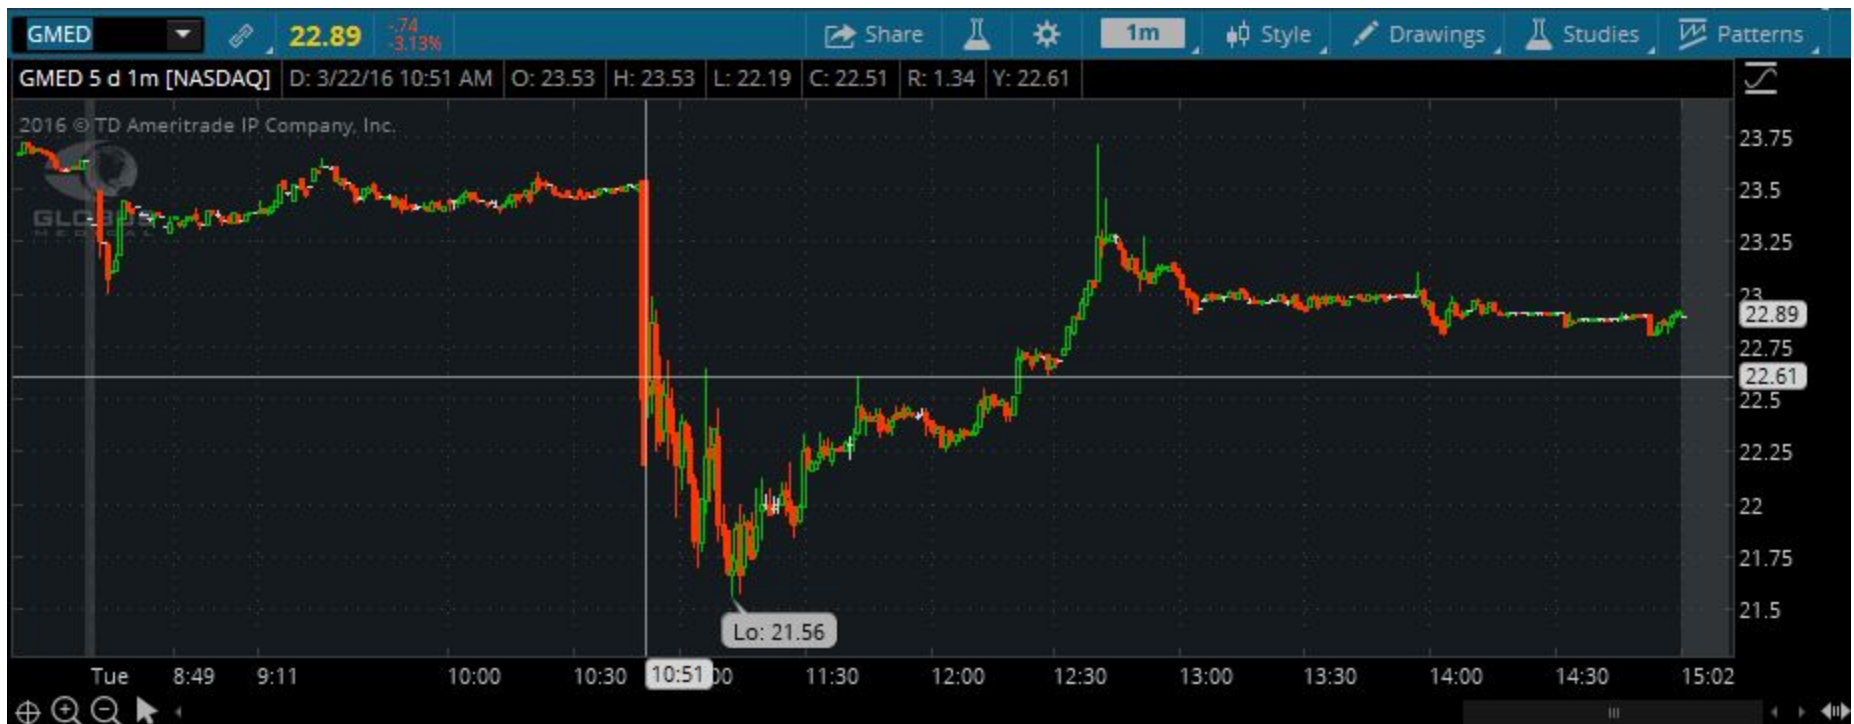 GMED 22.89 -.74 Share 1m Style Drawings Studies Patterns
-3.13%
GMED 5 d 1m [NASDAQ] D: 3/22/16 10:51 AM O: 23.53 H: 23.53 L: 22.19 C: 22.51 R: 1.34 Y: 22.61
2016 © TD Ameritrade IP Company, Inc.
GLOBUS
MEDICAL
23.75
23.5
23.25
23
22.89
22.75
22.61
22.5
22.25
22
21.75
21.5
Lo: 21.56
Tue 8:49 9:11 10:00 10:30 10:51 :00 11:30 12:00 12:30 13:00 13:30 14:00 14:30 15:02